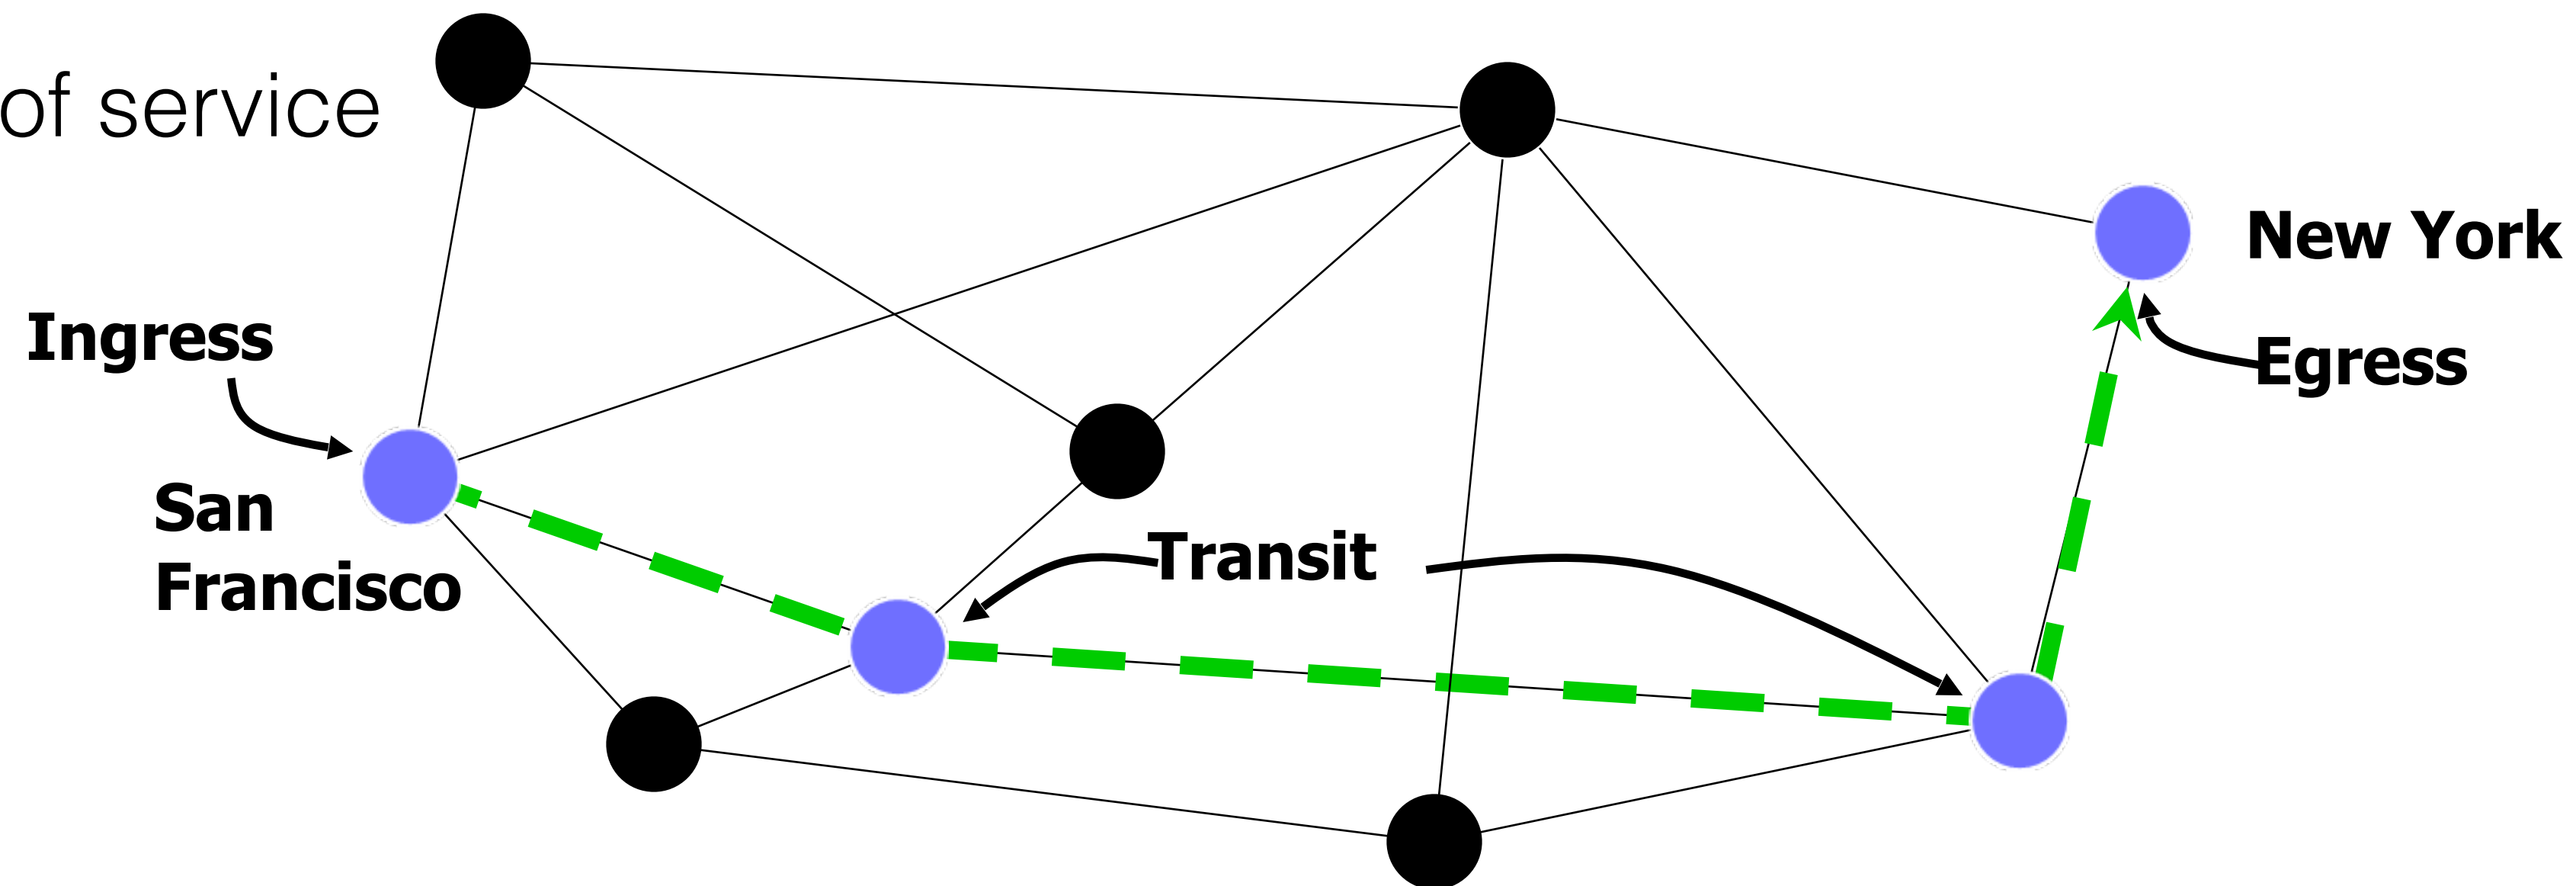 of service
New York
Ingress
Egress
San
Francisco
Transit